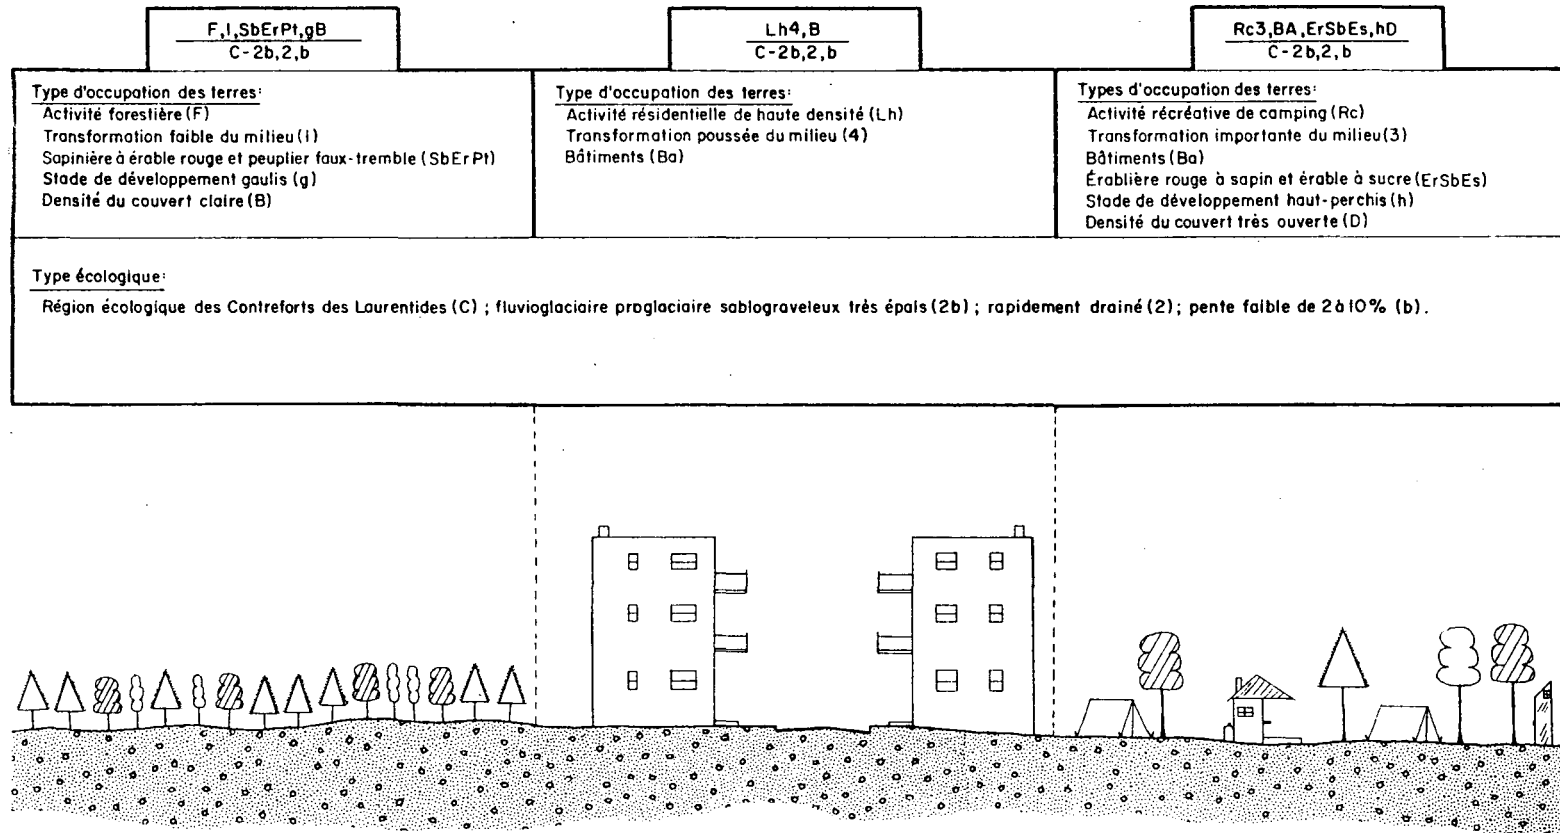 F,I,SbErPt,gB
C-2b,2,b
Lh4,B
C-2b,2,b
Rc3,BA,ErSbEs,hD
C-2b,2,b
Type d'occupation des terres:
Activité forestière (F)
Transformation faible du milieu (I)
Sapinière à érable rouge et peuplier faux-tremble (SbErPt)
Stade de développement gaulis (g)
Densité du couvert claire (B)
Type d'occupation des terres:
Activité résidentielle de haute densité (Lh)
Transformation poussée du milieu (4)
Bâtiments (Ba)
Types d'occupation des terres:
Activité récréative de camping (Rc)
Transformation importante du milieu (3)
Bâtiments (Ba)
Érablière rouge à sapin et érable à sucre (ErSbEs)
Stade de développement haut-perchis (h)
Densité du couvert très ouverte (D)
Type écologique:
Région écologique des Contreforts des Laurentides (C) ; fluvioglaciaire proglaciaire sablograveleux très épais (2b) ; rapidement drainé (2) ; pente faible de 2 à 10% (b).